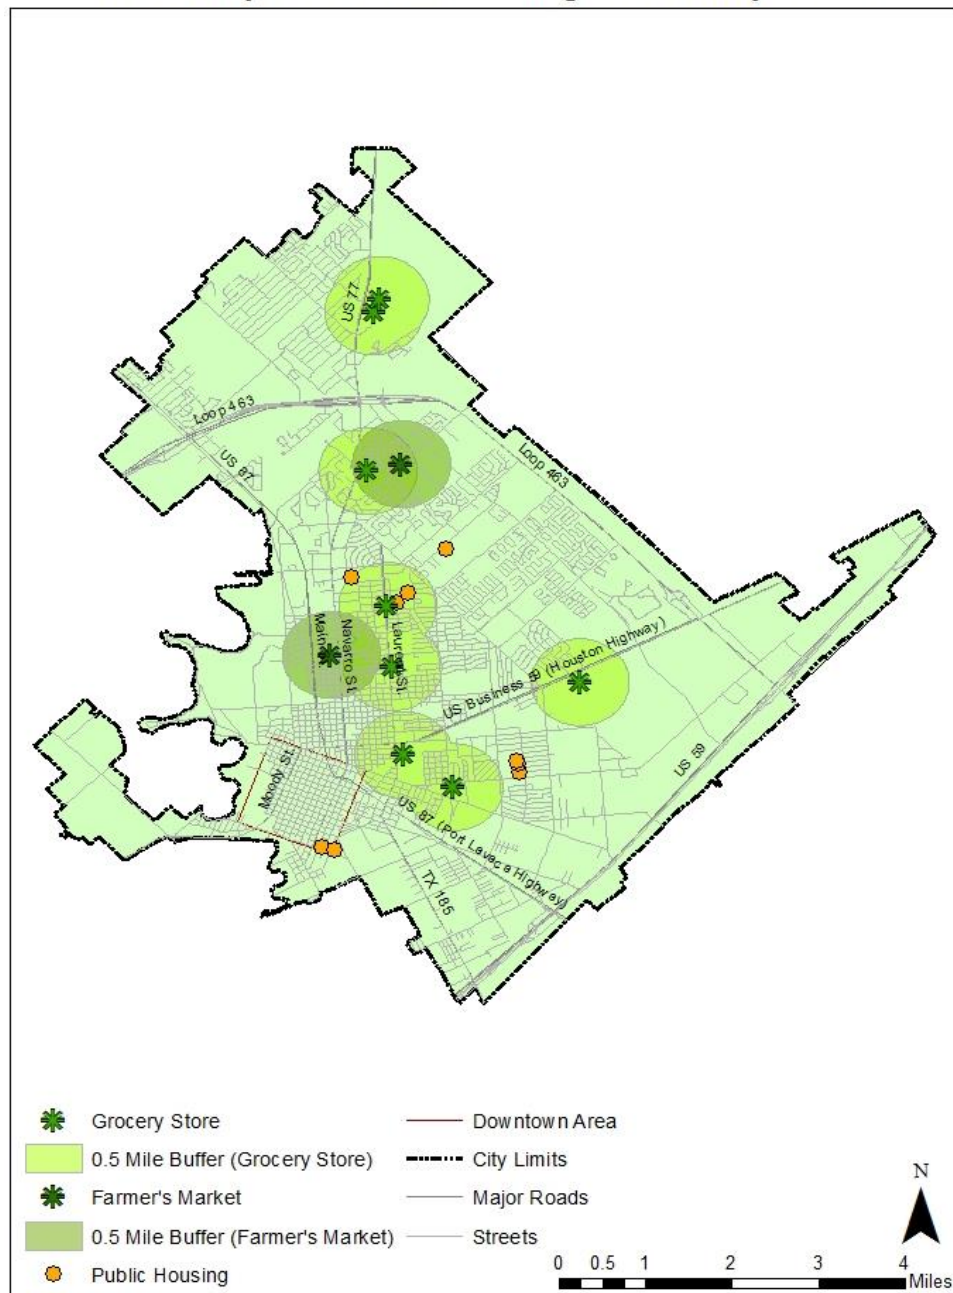 US 77
Loop 463
US 87
Loop 463
Main
Navarro St.
Laurent St.
US Business 59 (Houston Highway)
US 59
Moody St.
US 87 (Port Lavaca Highway)
TX 185
Grocery Store
0.5 Mile Buffer (Grocery Store)
Farmer's Market
0.5 Mile Buffer (Farmer's Market)
Public Housing
Downtown Area
City Limits
Major Roads
Streets
N
0 0.5 1 2 3 4
Miles